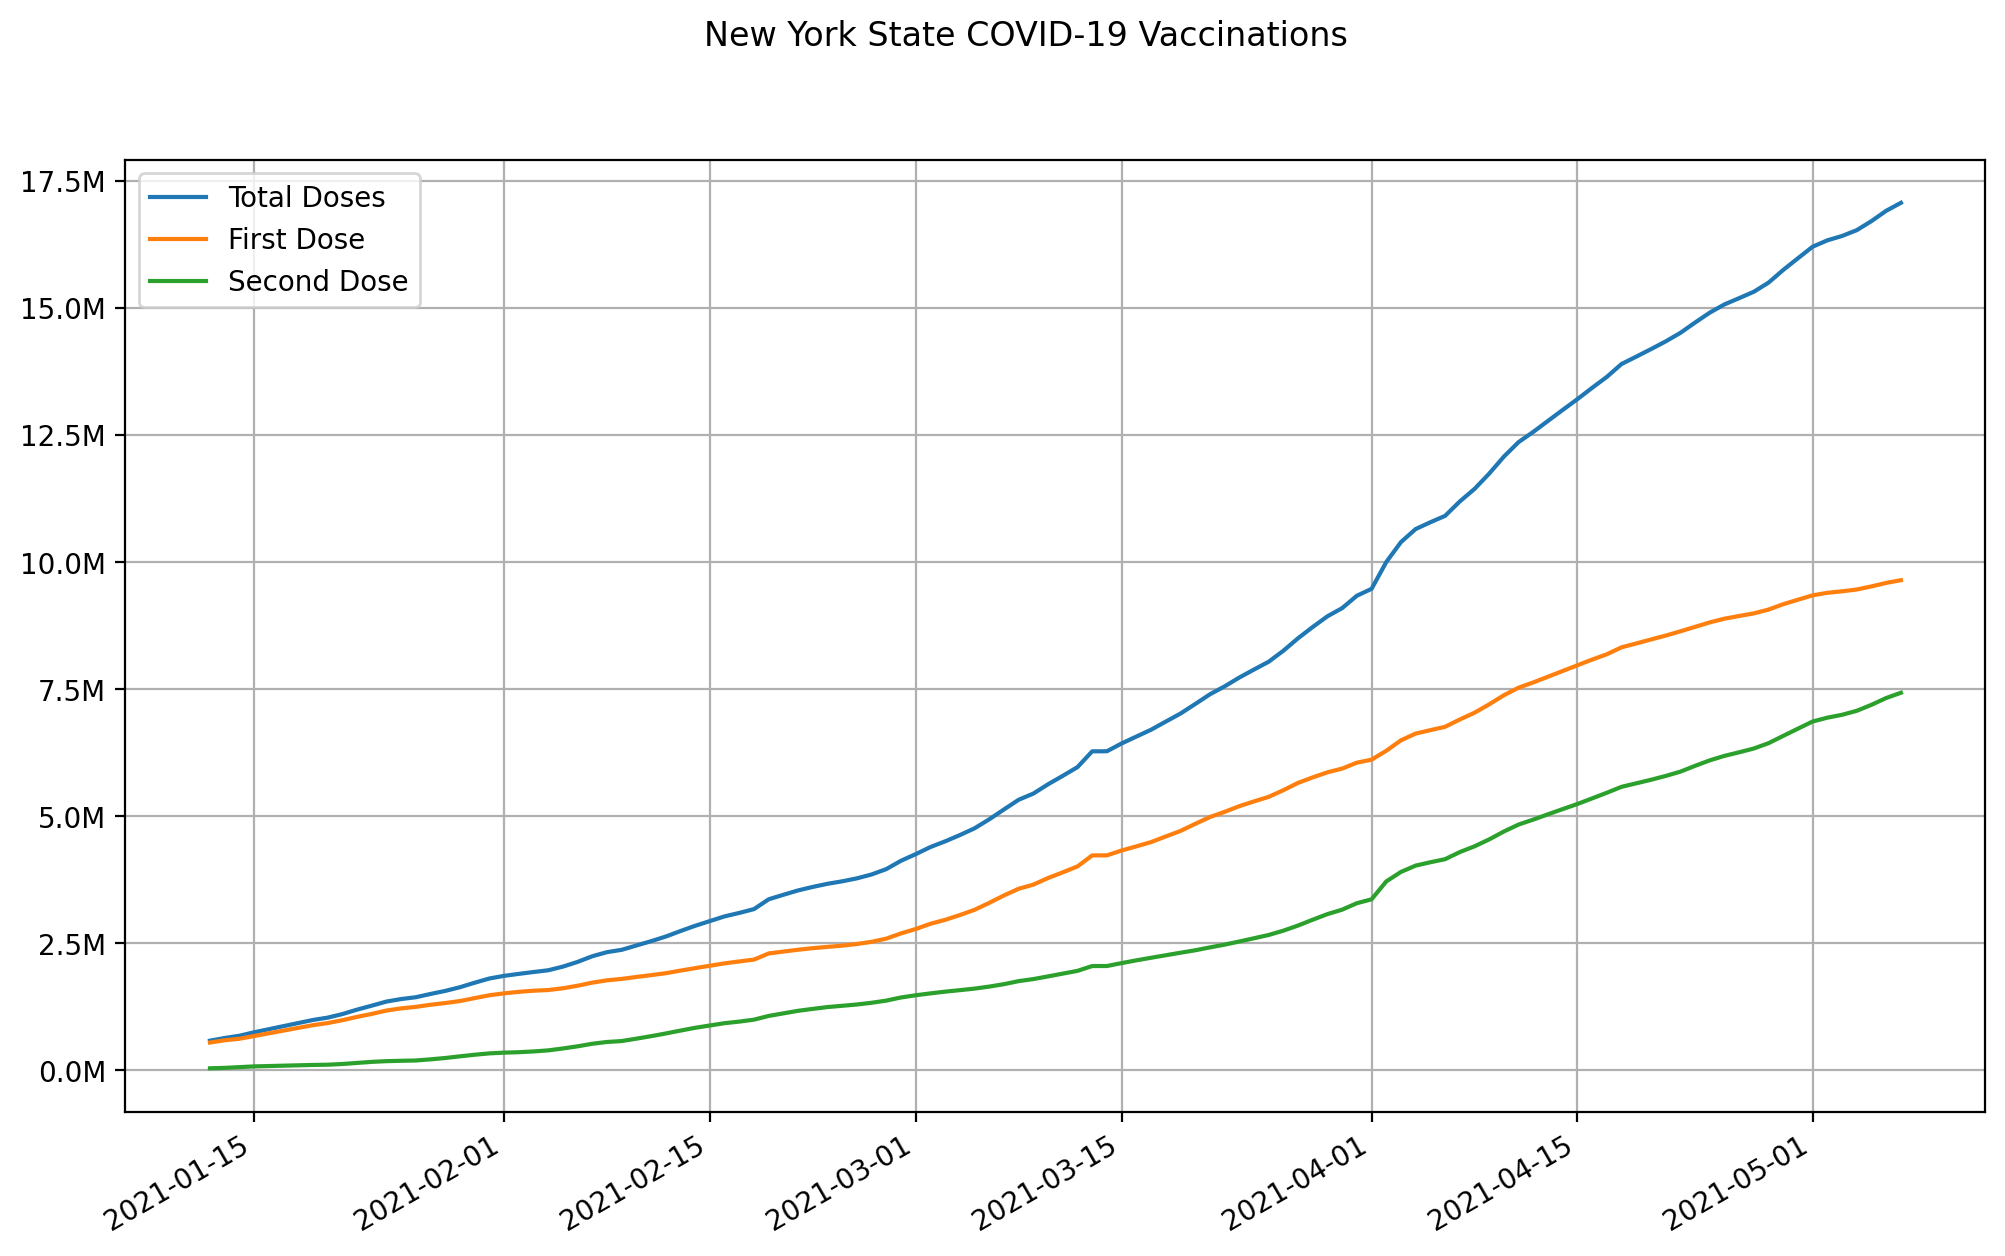 New York State COVID-19 Vaccinations
17.5M
15.0M
12.5M
10.0M
7.5M
5.0M
2.5M
0.0M
Total Doses
First Dose
Second Dose
2021-01-15
2021-02-01
2021-02-15
2021-03-01
2021-03-15
2021-04-01
2021-04-15
2021-05-01